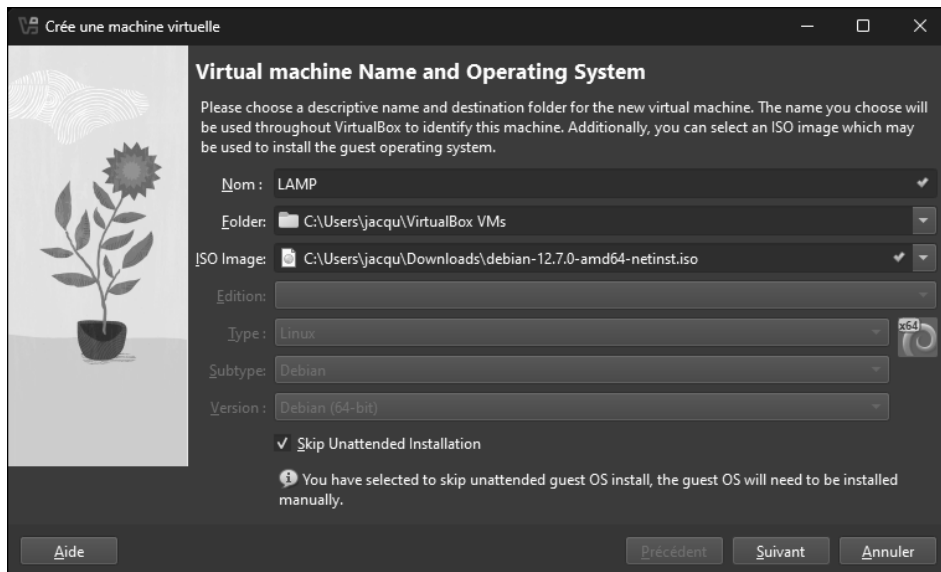 Crée une machine virtuelle
Virtual machine Name and Operating System
Please choose a descriptive name and destination folder for the new virtual machine. The name you choose will
be used throughout VirtualBox to identify this machine. Additionally, you can select an ISO image which may
be used to install the guest operating system.
Nom : LAMP
Folder: C:\Users\jacqu\VirtualBox VMs
ISO Image: C:\Users\jacqu\Downloads\debian-12.7.0-amd64-netinst.iso
Edition:
Type : Linux
x64
Subtype: Debian
Version : Debian (64-bit)
Skip Unattended Installation
You have selected to skip unattended guest OS install, the guest OS will need to be installed
manually.
Aide Précédent Suivant Annuler